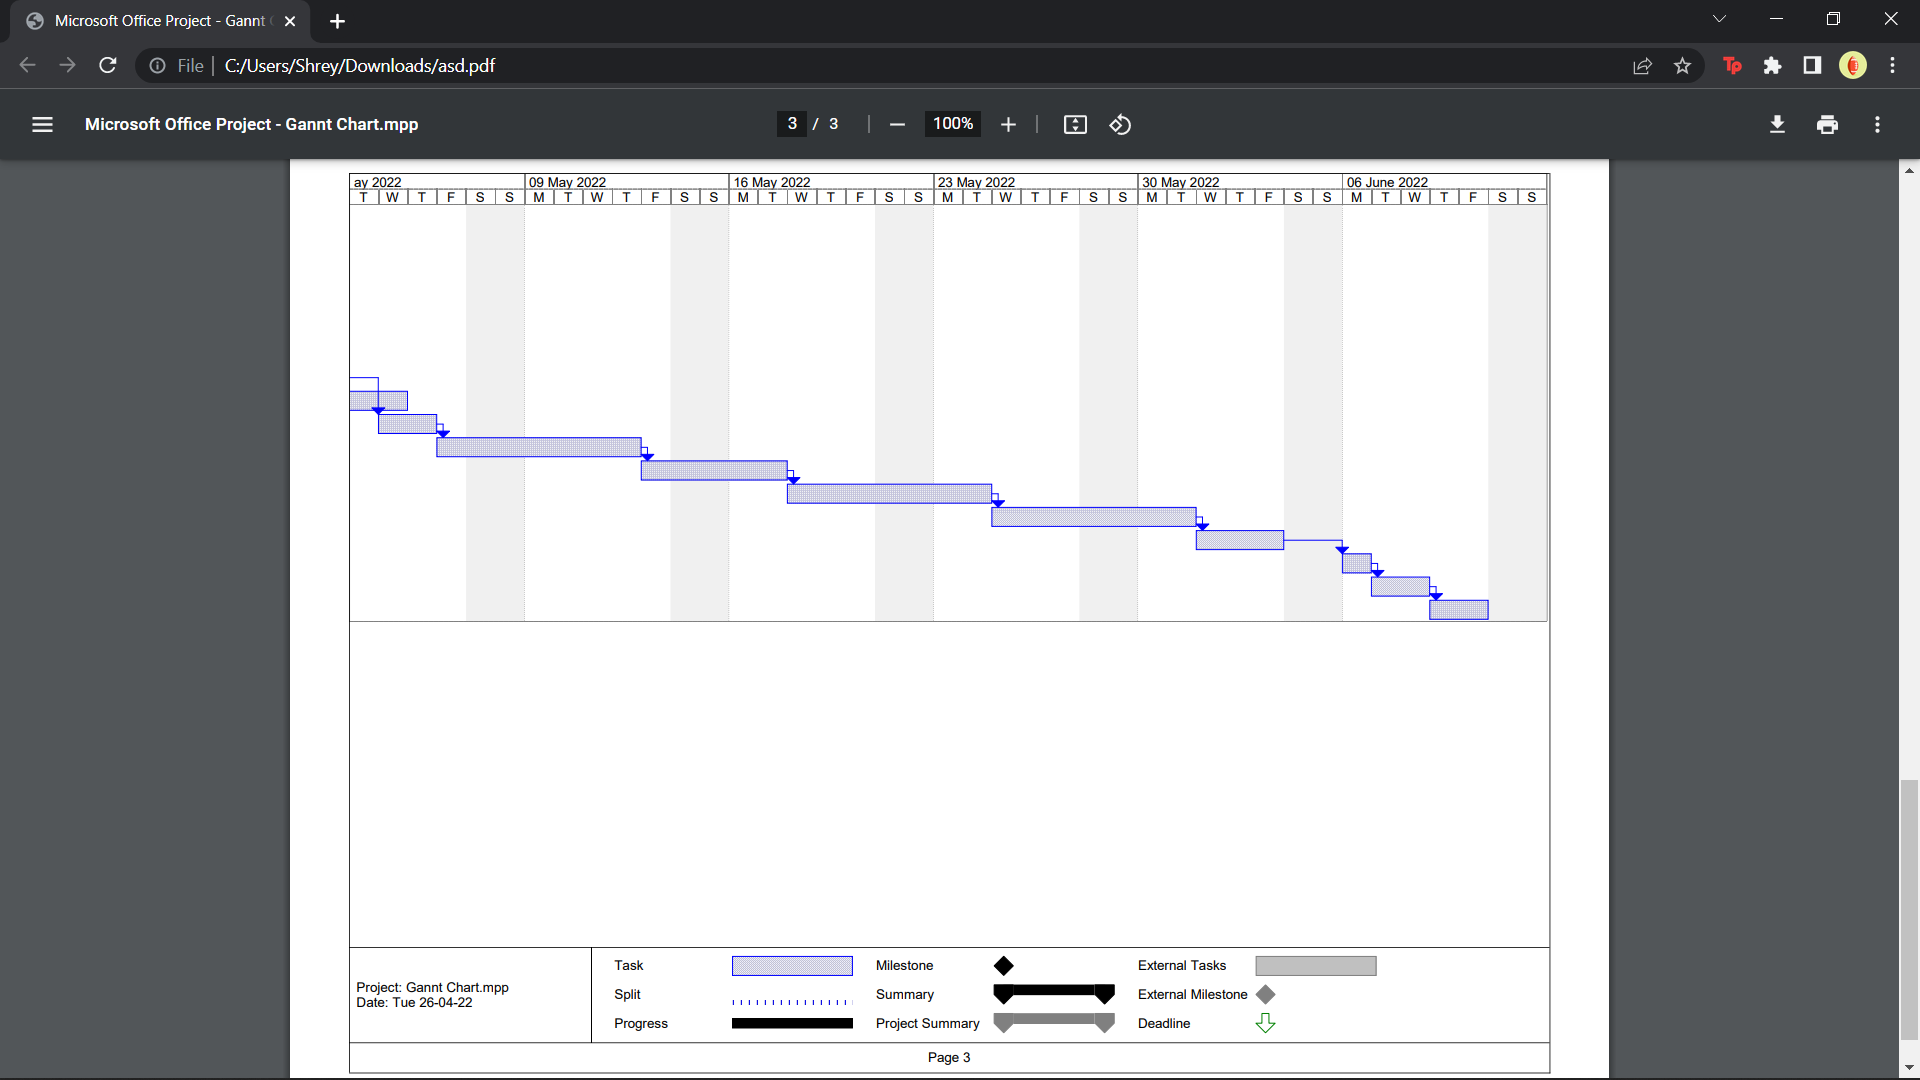 Microsoft Office Project - Gannt
File | C:/Users/Shrey/Downloads/asd.pdf
Tp
Microsoft Office Project - Gannt Chart.mpp
3 / 3
100%
ay 2022 09 May 2022 16 May 2022 23 May 2022 30 May 2022 06 June 2022
T W T F S S M T W T F S S M T W T F S S M T W T F S S M T W T F S S M T W T F S S
Task Milestone External Tasks
Project: Gannt Chart.mpp
Date: Tue 26-04-22
Split Summary External Milestone
Progress Project Summary Deadline
Page 3